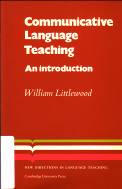 Communicative
Language
Teaching
An introduction
William Littlewood
NEW DIRECTIONS IN LANGUAGE TEACHING
Cambridge University Press